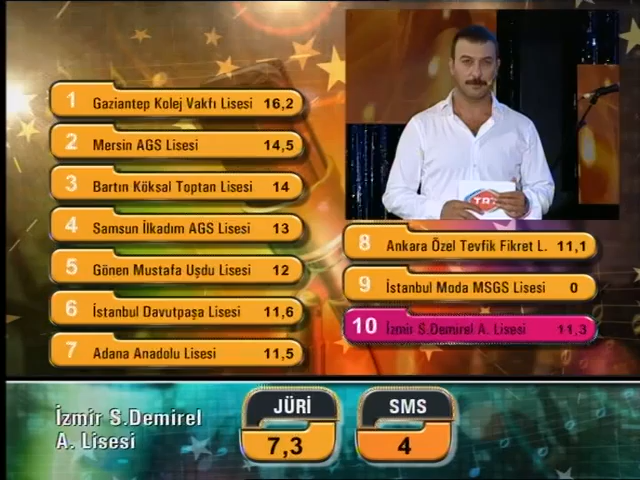 1 Gaziantep Kolej Vakfı Lisesi 16,2
2 Mersin AGS Lisesi 14,5
3 Bartın Köksal Toptan Lisesi 14
4 Samsun İlkadım AGS Lisesi 13
5 Gönen Mustafa Uşdu Lisesi 12
6 İstanbul Davutpaşa Lisesi 11,6
7 Adana Anadolu Lisesi 11,5
TRT
8 Ankara Özel Tevfik Fikret L. 11,1
9 İstanbul Moda MSGS Lisesi 0
10 İzmir S.Demirel A. Lisesi 11,3
İzmir S.Demirel
A. Lisesi
JÜRİ
7,3
SMS
4